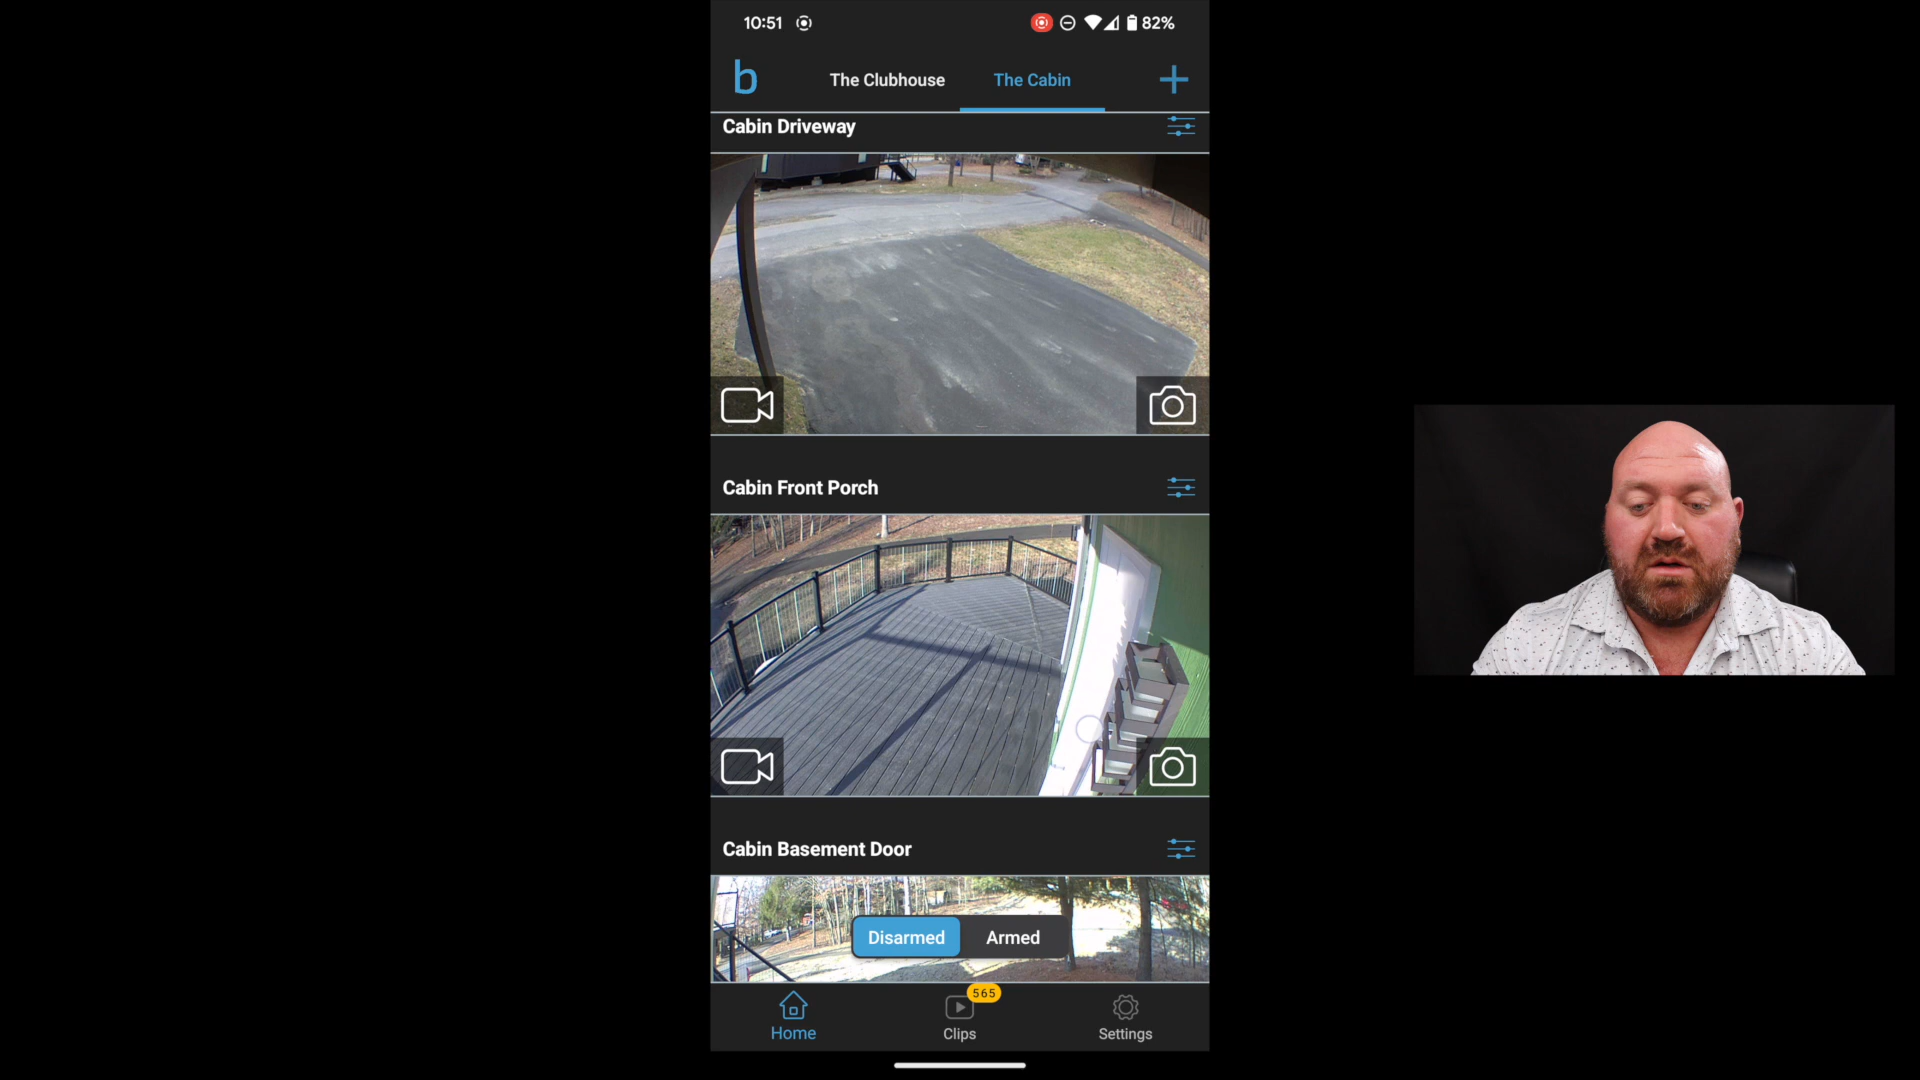 10:51
82%
b
The Clubhouse
The Cabin
Cabin Driveway
Cabin Front Porch
Cabin Basement Door
Disarmed
Armed
565
Home
Clips
Settings